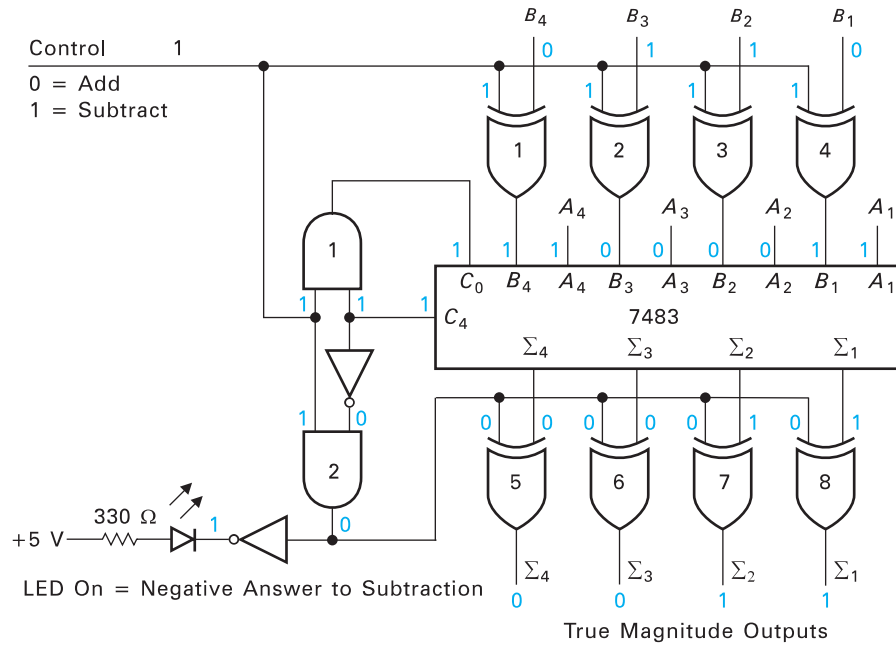 B4 B3 B2 B1
Control 1 0 1 1 0
0 = Add
1 = Subtract
1 1 1 1
1 2 3 4
A4 A3 A2 A1
1
1 1 1 0 0 0 0 1 1
C0 B4 A4 B3 A3 B2 A2 B1 A1
1 1 1 C4 7483
Σ4 Σ3 Σ2 Σ1
1 0 0 0 0 0 0 1 0 1
2 5 6 7 8
330 Ω 1 0
+5 V
Σ4 Σ3 Σ2 Σ1
LED On = Negative Answer to Subtraction
0 0 1 1
True Magnitude Outputs